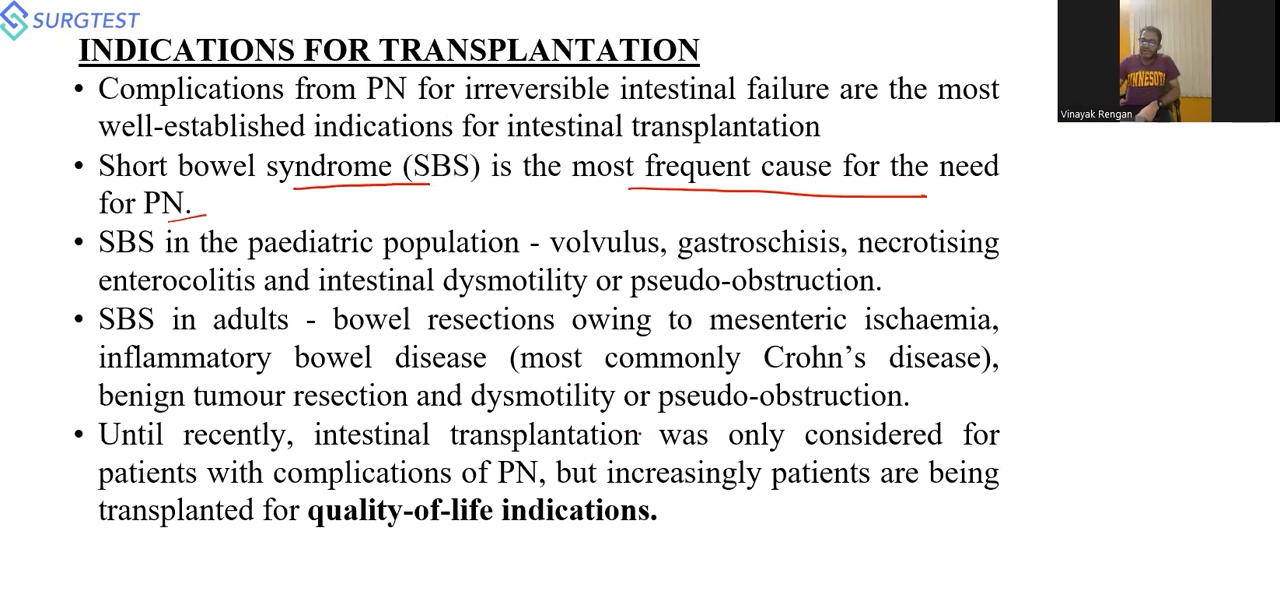 SURGTEST
INDICATIONS FOR TRANSPLANTATION
• Complications from PN for irreversible intestinal failure are the most
well-established indications for intestinal transplantation
• Short bowel syndrome (SBS) is the most frequent cause for the need
for PN.
• SBS in the paediatric population - volvulus, gastroschisis, necrotising
enterocolitis and intestinal dysmotility or pseudo-obstruction.
• SBS in adults - bowel resections owing to mesenteric ischaemia,
inflammatory bowel disease (most commonly Crohn’s disease),
benign tumour resection and dysmotility or pseudo-obstruction.
• Until recently, intestinal transplantation was only considered for
patients with complications of PN, but increasingly patients are being
transplanted for quality-of-life indications.
Vinayak Rengan